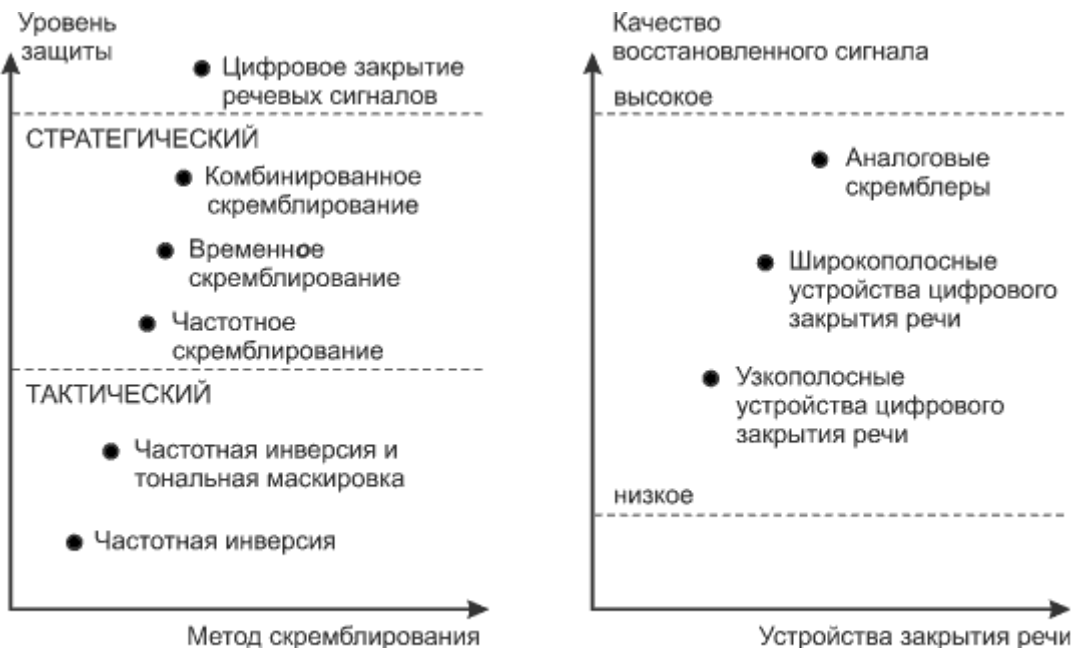 Уровень
защиты
Цифровое закрытие
речевых сигналов
СТРАТЕГИЧЕСКИЙ
Комбинированное
скремблирование
Временное
скремблирование
Частотное
скремблирование
ТАКТИЧЕСКИЙ
Частотная инверсия и
тональная маскировка
Частотная инверсия
Метод скремблирования
Качество
восстановленного сигнала
высокое
Аналоговые
скремблеры
Широкополосные
устройства цифрового
закрытия речи
Узкополосные
устройства цифрового
закрытия речи
низкое
Устройства закрытия речи